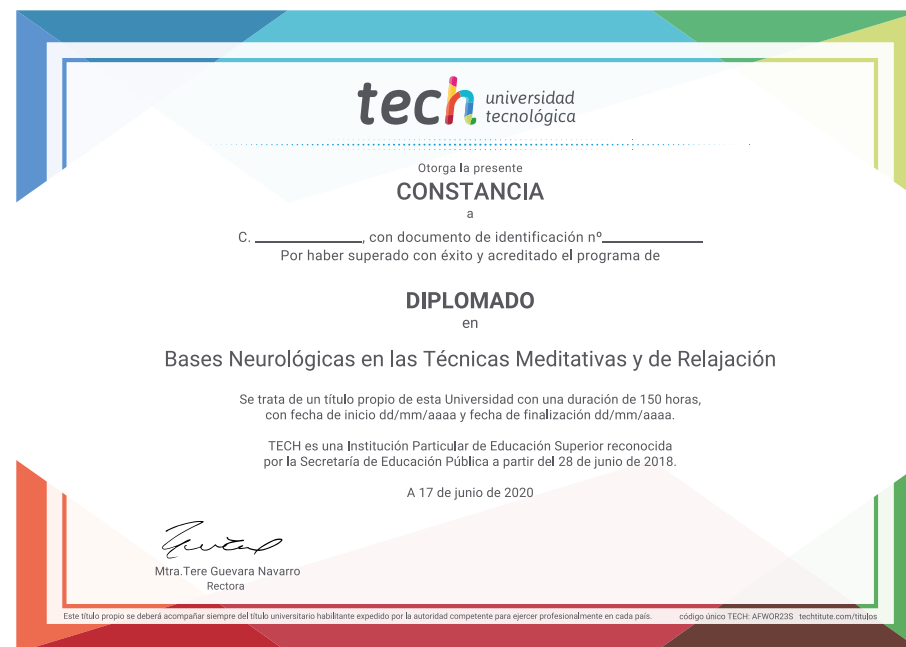 tech universidad
tecnológica
Otorga la presente
CONSTANCIA
a
C. ______________, con documento de identificación nº_____________
Por haber superado con éxito y acreditado el programa de
DIPLOMADO
en
Bases Neurológicas en las Técnicas Meditativas y de Relajación
Se trata de un título propio de esta Universidad con una duración de 150 horas,
con fecha de inicio dd/mm/aaaa y fecha de finalización dd/mm/aaaa.
TECH es una Institución Particular de Educación Superior reconocida
por la Secretaría de Educación Pública a partir del 28 de junio de 2018.
A 17 de junio de 2020
Mtra.Tere Guevara Navarro
Rectora
Este título propio se deberá acompañar siempre del título universitario habilitante expedido por la autoridad competente para ejercer profesionalmente en cada país. código único TECH: AFWOR23S techtitute.com/titulos